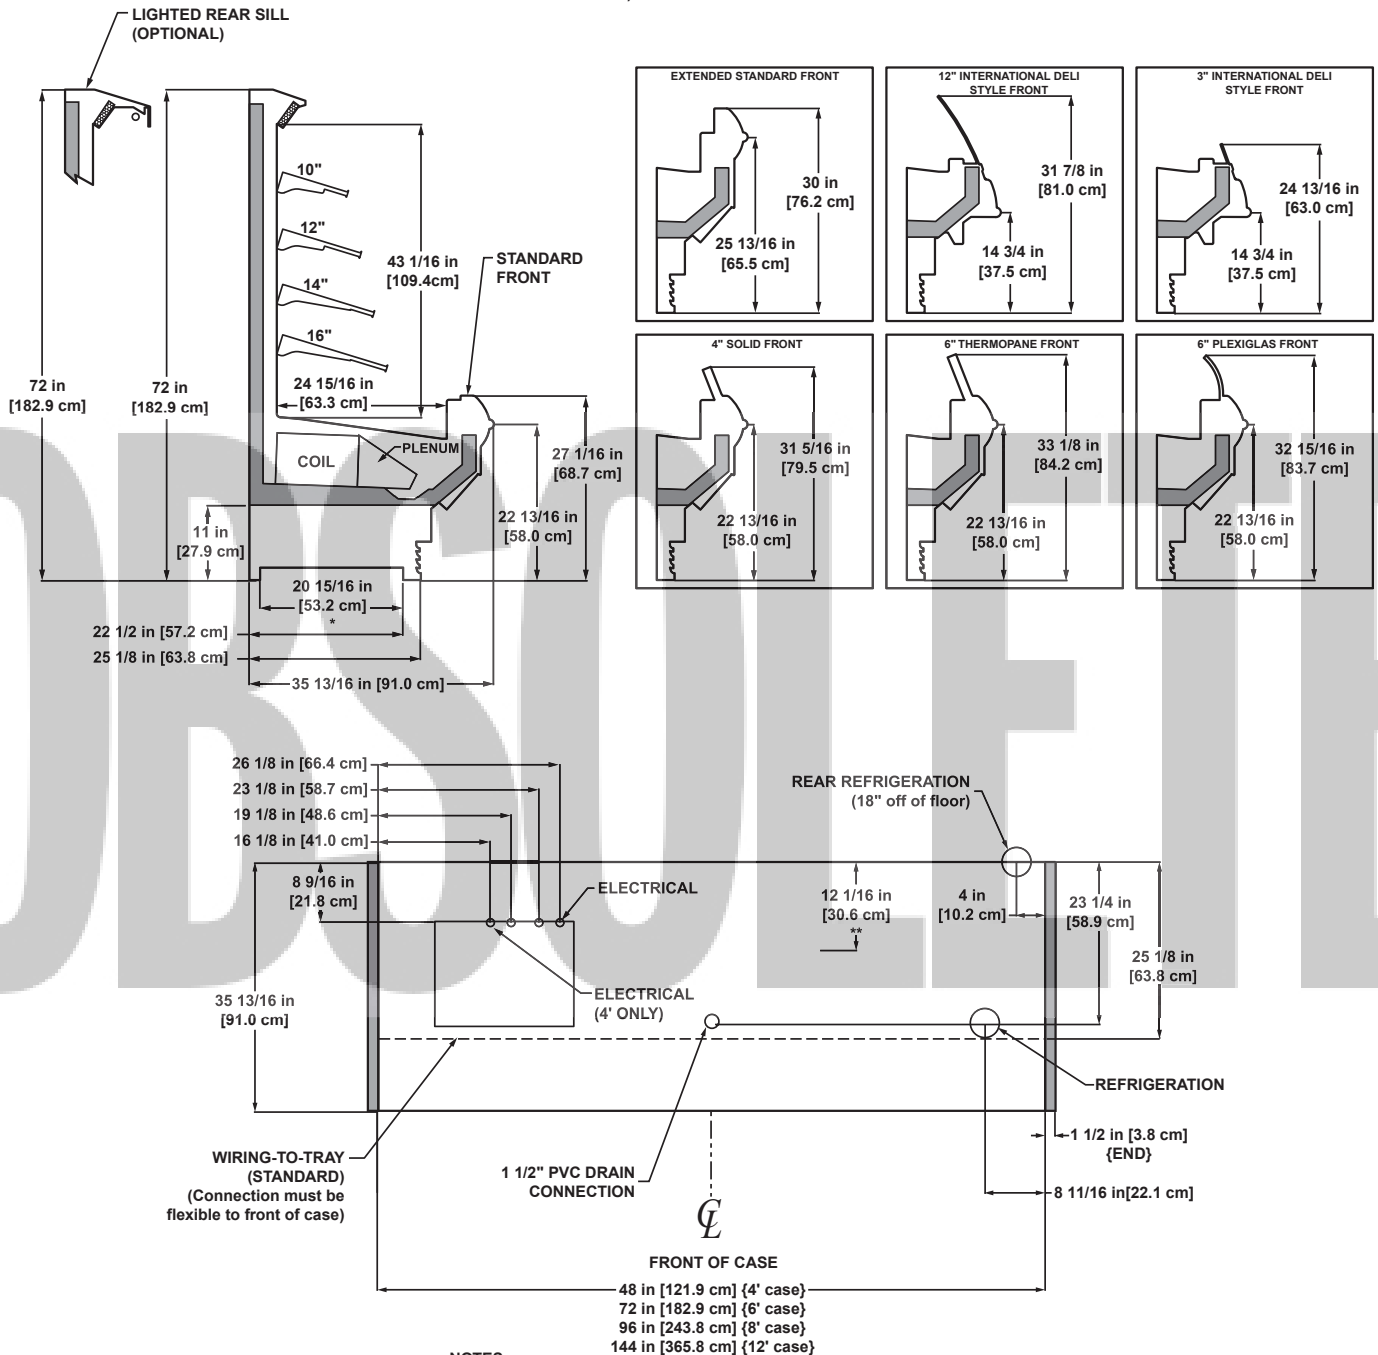 LIGHTED REAR SILL
(OPTIONAL)
10"
12"
14"
16"
43 1/16 in
[109.4cm]
STANDARD
FRONT
72 in
[182.9 cm]
72 in
[182.9 cm]
24 15/16 in
[63.3 cm]
COIL
PLENUM
27 1/16 in
[68.7 cm]
22 13/16 in
[58.0 cm]
11 in
[27.9 cm]
20 15/16 in
[53.2 cm]
*
22 1/2 in [57.2 cm]
25 1/8 in [63.8 cm]
35 13/16 in [91.0 cm]
EXTENDED STANDARD FRONT
30 in
[76.2 cm]
25 13/16 in
[65.5 cm]
12" INTERNATIONAL DELI
STYLE FRONT
31 7/8 in
[81.0 cm]
14 3/4 in
[37.5 cm]
3" INTERNATIONAL DELI
STYLE FRONT
24 13/16 in
[63.0 cm]
14 3/4 in
[37.5 cm]
4" SOLID FRONT
31 5/16 in
[79.5 cm]
22 13/16 in
[58.0 cm]
6" THERMOPANE FRONT
33 1/8 in
[84.2 cm]
22 13/16 in
[58.0 cm]
6" PLEXIGLAS FRONT
32 15/16 in
[83.7 cm]
22 13/16 in
[58.0 cm]
OBSOLETE
26 1/8 in [66.4 cm]
23 1/8 in [58.7 cm]
19 1/8 in [48.6 cm]
16 1/8 in [41.0 cm]
REAR REFRIGERATION
(18" off of floor)
8 9/16 in
[21.8 cm]
ELECTRICAL
12 1/16 in
[30.6 cm]
**
4 in
[10.2 cm]
23 1/4 in
[58.9 cm]
25 1/8 in
[63.8 cm]
35 13/16 in
[91.0 cm]
ELECTRICAL
(4' ONLY)
REFRIGERATION
1 1/2 in [3.8 cm]
{END}
8 11/16 in[22.1 cm]
WIRING-TO-TRAY
(STANDARD)
(Connection must be
flexible to front of case)
1 1/2" PVC DRAIN
CONNECTION
CL
FRONT OF CASE
48 in [121.9 cm] {4' case}
72 in [182.9 cm] {6' case}
96 in [243.8 cm] {8' case}
144 in [365.8 cm] {12' case}